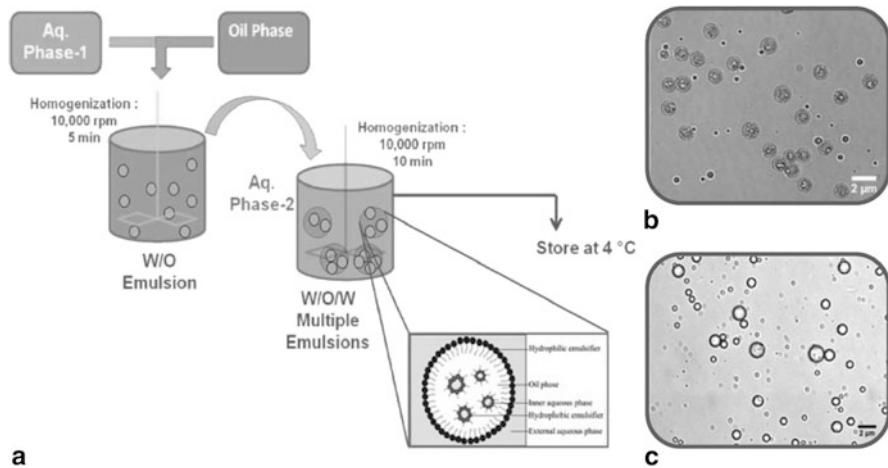 Aq.
Phase-1
Oil Phase
Homogenization :
10,000 rpm
5 min
W/O
Emulsion
Aq.
Phase-2
Homogenization :
10,000 rpm
10 min
W/O/W
Multiple
Emulsions
Store at 4 °C
Hydrophilic emulsifier
Oil phase
Inner aqueous phase
Hydrophobic emulsifier
External aqueous phase
a
2 µm
b
2 µm
c